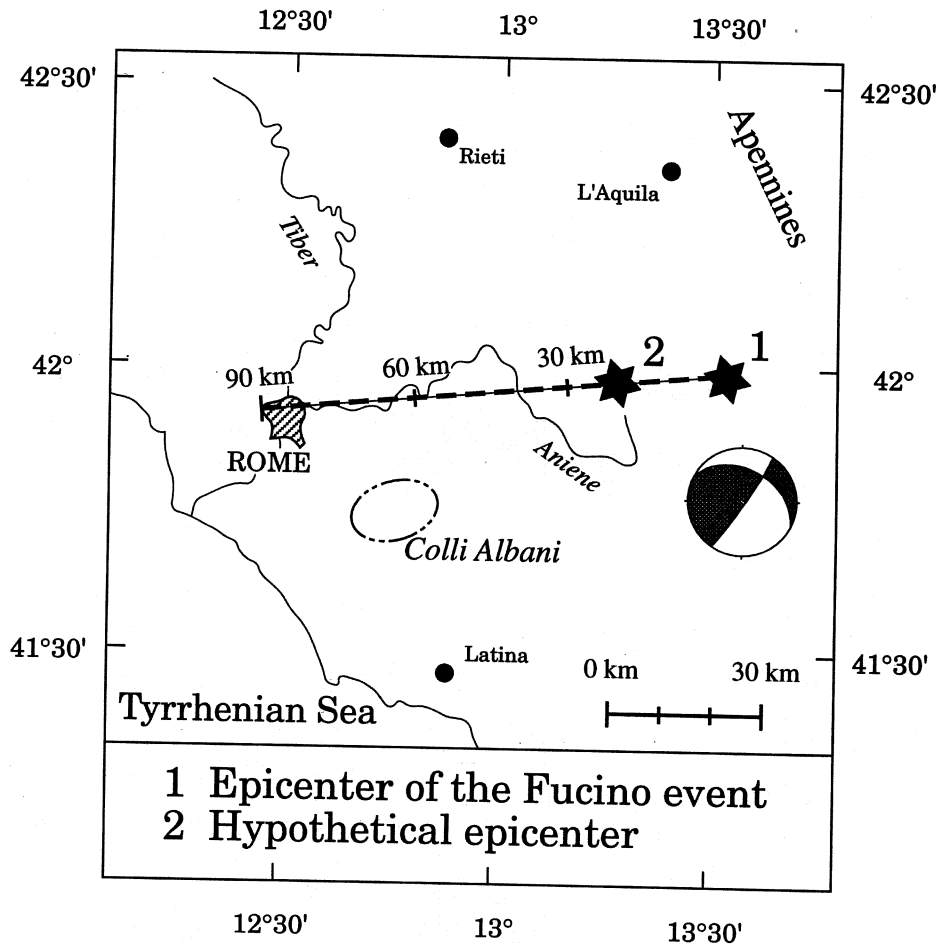 12°30'
13°
13°30'
42°30'
42°30'
Apennines
Rieti
L'Aquila
Tiber
2
1
30 km
60 km
90 km
42°
42°
ROME
Aniene
Colli Albani
41°30'
41°30'
Latina
0 km
30 km
Tyrrhenian Sea
1 Epicenter of the Fucino event
2 Hypothetical epicenter
12°30'
13°
13°30'